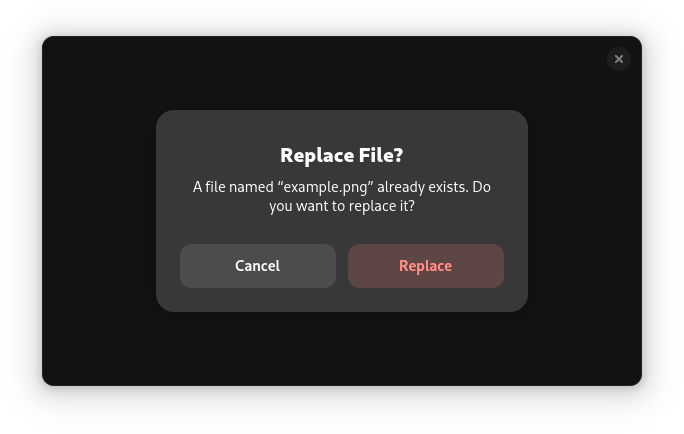 Replace File?
A file named “example.png” already exists. Do
you want to replace it?
Cancel
Replace